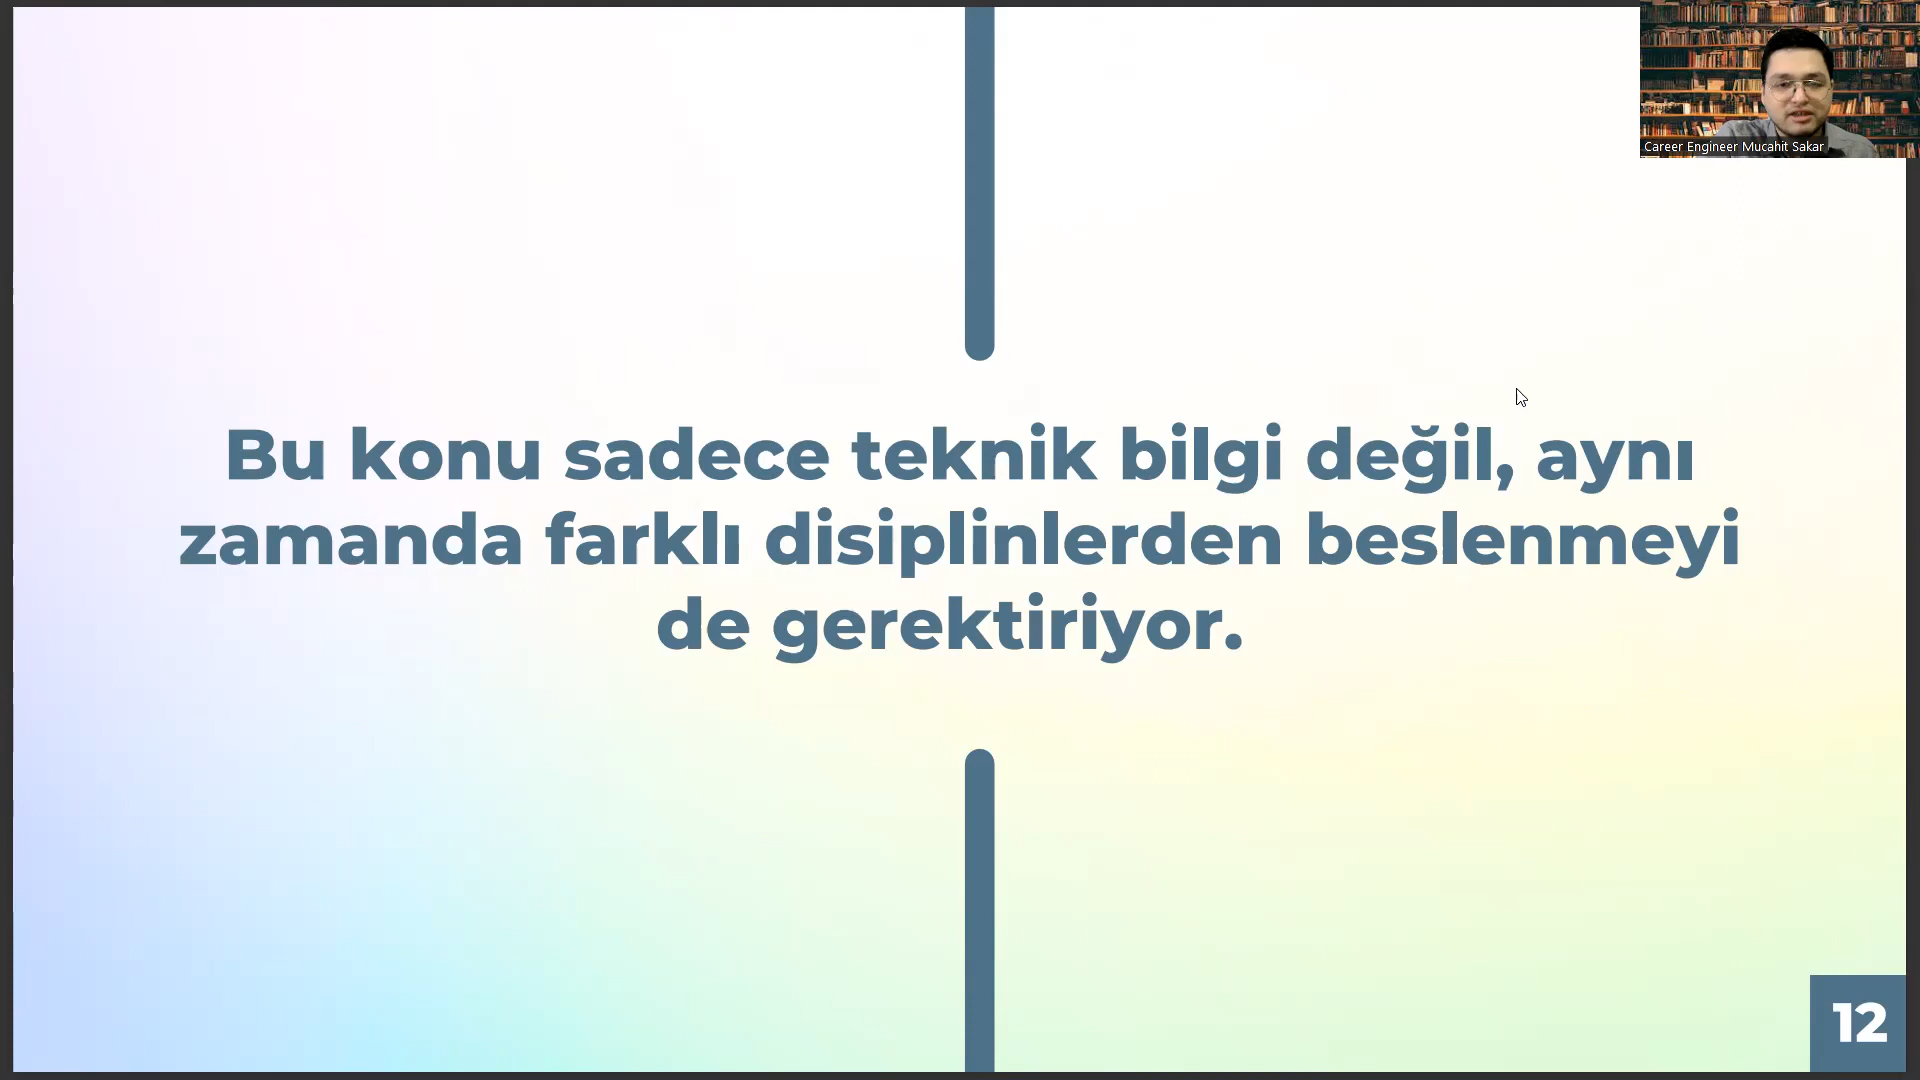 Career Engineer Mucahit Sakar
Bu konu sadece teknik bilgi değil, aynı
zamanda farklı disiplinlerden beslenmeyi
de gerektiriyor.
12